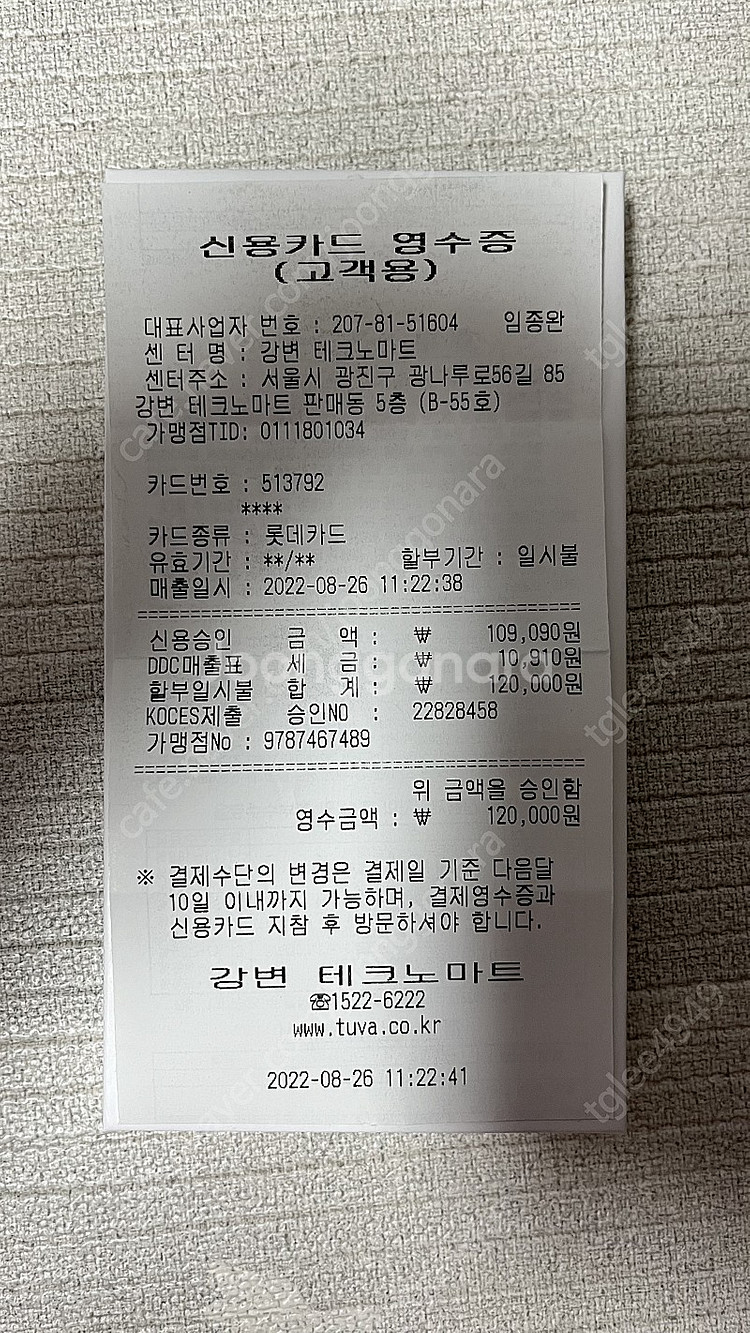 신용카드 영수증
(고객용)
대표사업자 번호 : 207-81-51604 임종완
센 터 명 : 강변 테크노마트
센터주소 : 서울시 광진구 광나루로56길 85
강변 테크노마트 판매동 5층 (B-55호)
가맹점TID: 0111801034
카드번호 : 513792
****
카드종류 : 롯데카드
유효기간 : **/** 할부기간 : 일시불
매출일시 : 2022-08-26 11:22:38
신용승인 금 액 : ₩ 109,090원
DDC매출표 세 금 : ₩ 10,910원
할부일시불 합 계 : ₩ 120,000원
KOCES제출 승인NO : 22828458
가맹점No : 9787467489
위 금액을 승인함
영수금액 : ₩ 120,000원
※ 결제수단의 변경은 결제일 기준 다음달
10일 이내까지 가능하며, 결제영수증과
신용카드 지참 후 방문하셔야 합니다.
강변 테크노마트
☏1522-6222
www.tuva.co.kr
2022-08-26 11:22:41
joonggonara